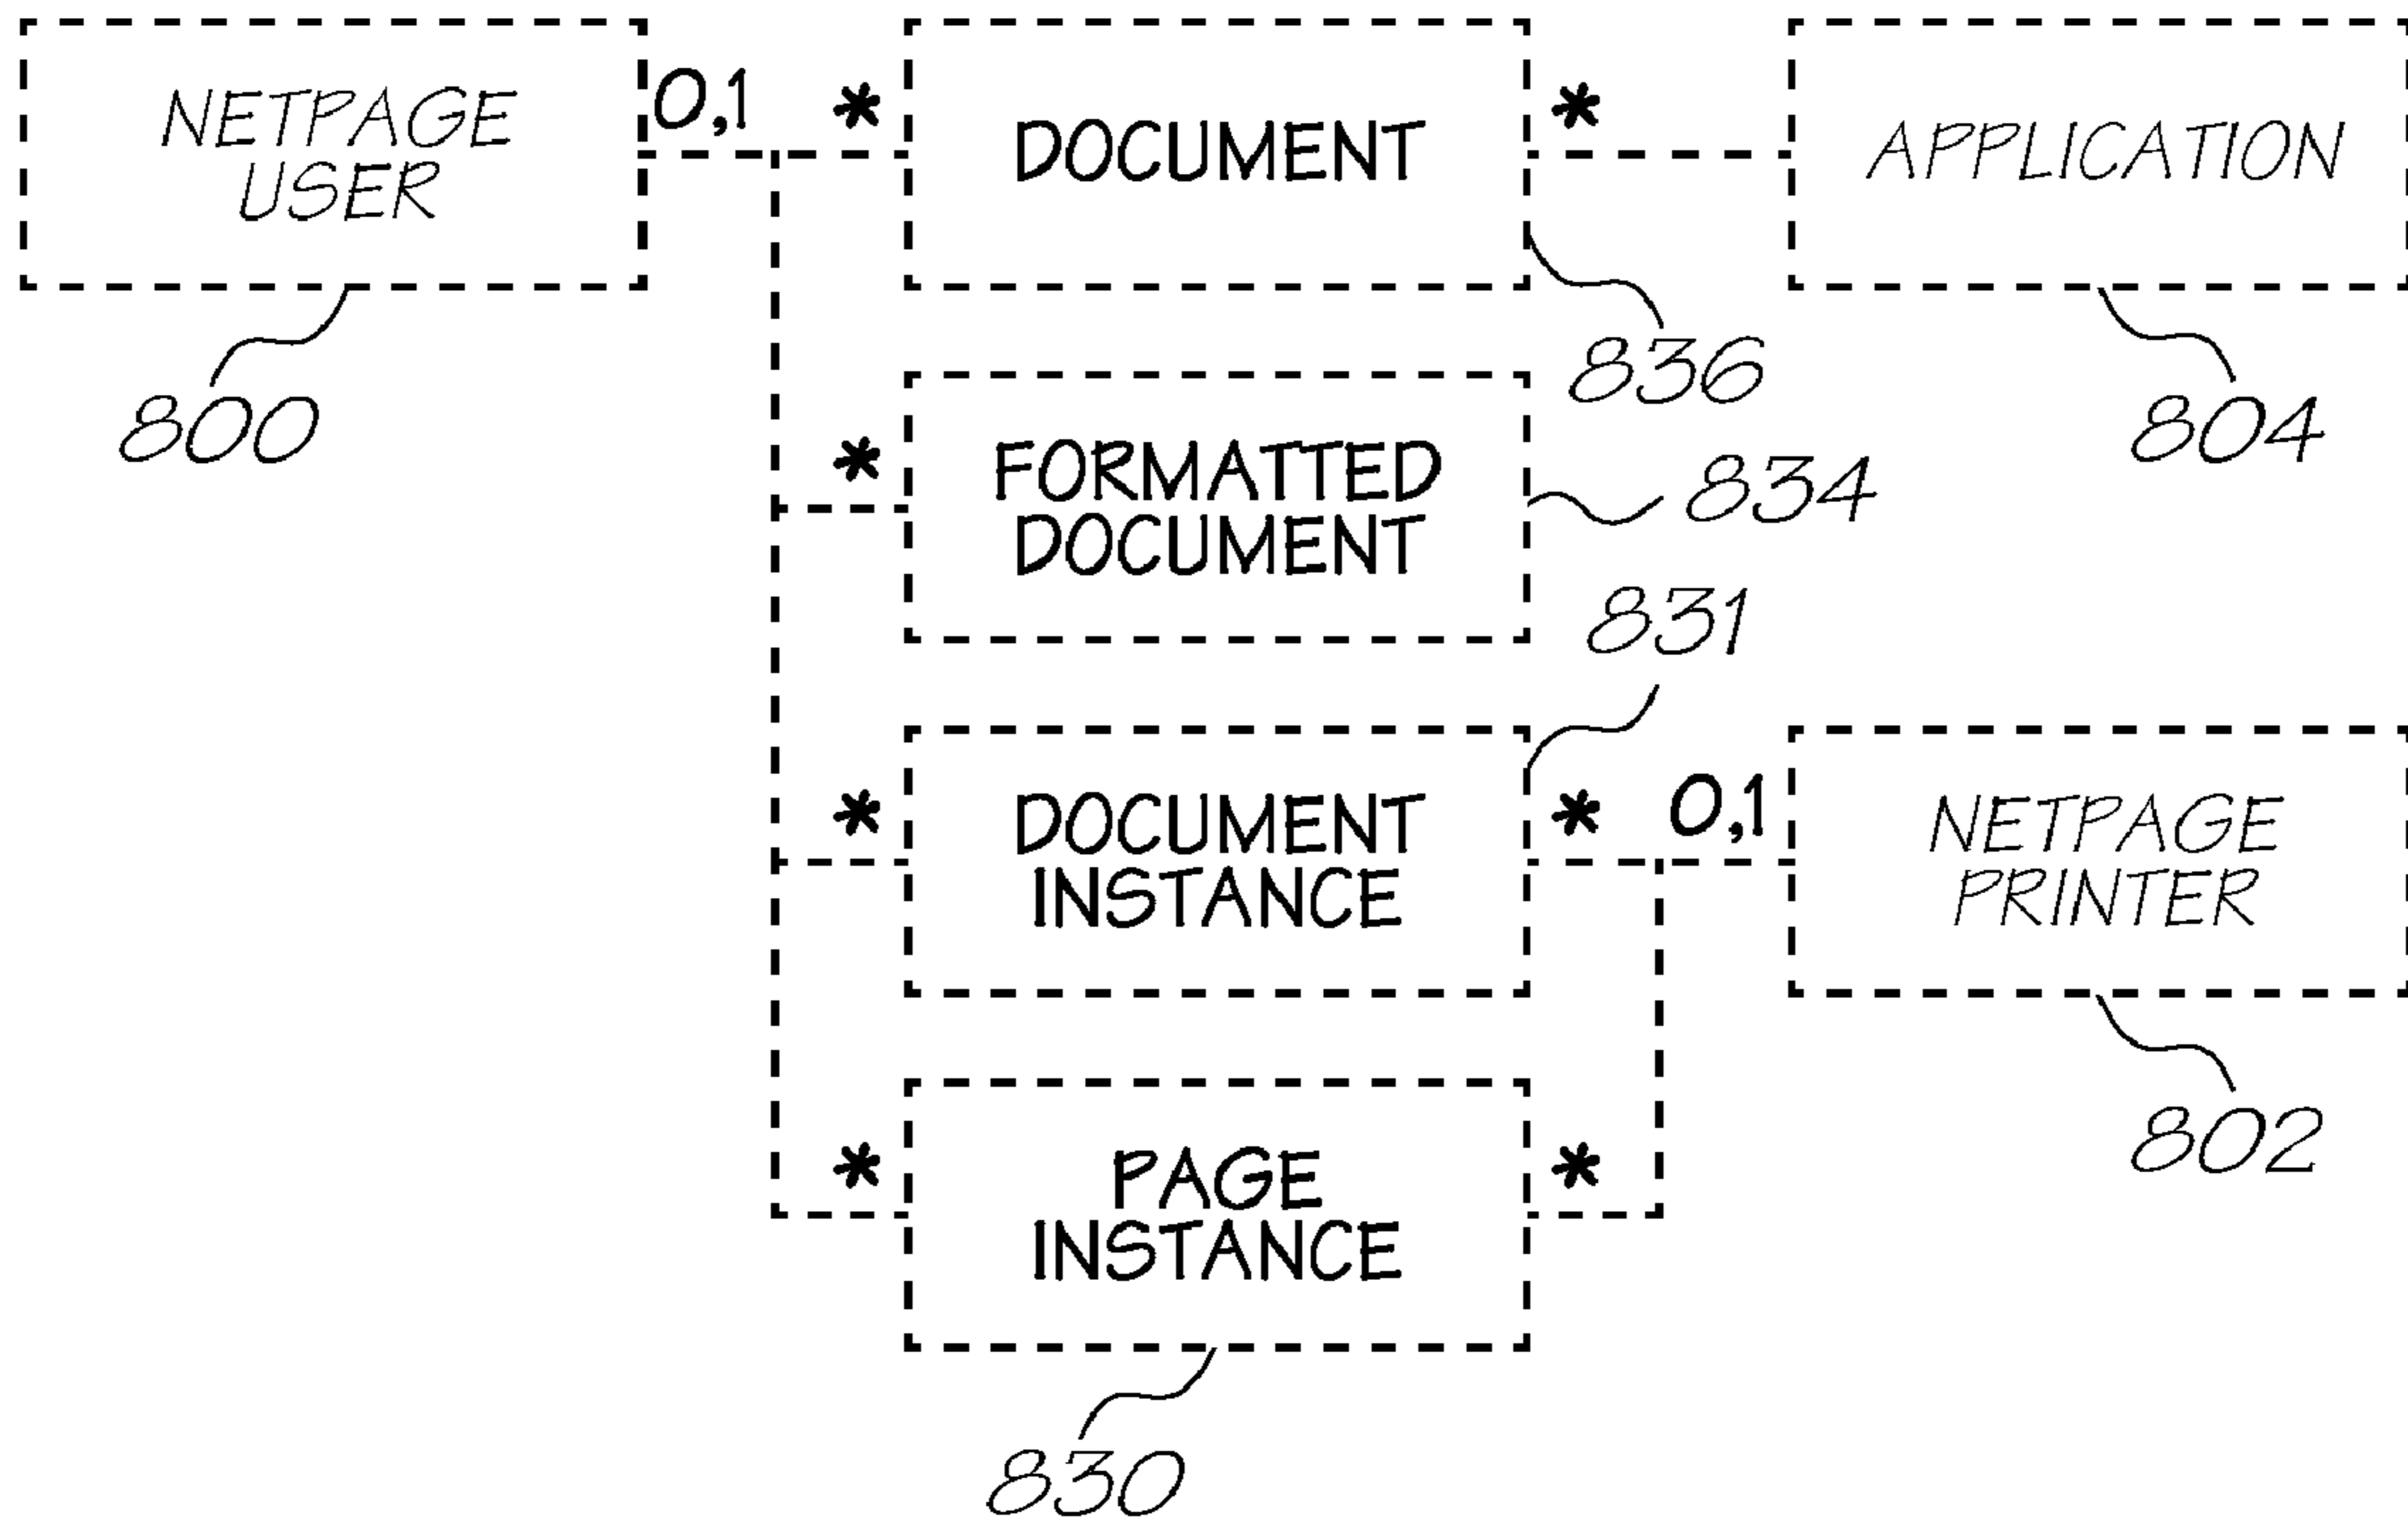 NETPAGE
USER
0,1
*
DOCUMENT
*
APPLICATION
800
836
804
*
FORMATTED
DOCUMENT
834
831
*
DOCUMENT
INSTANCE
*
0,1
NETPAGE
PRINTER
802
*
PAGE
INSTANCE
*
830